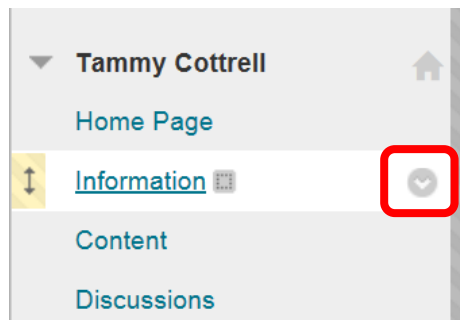 Tammy Cottrell
Home Page
Information
Content
Discussions